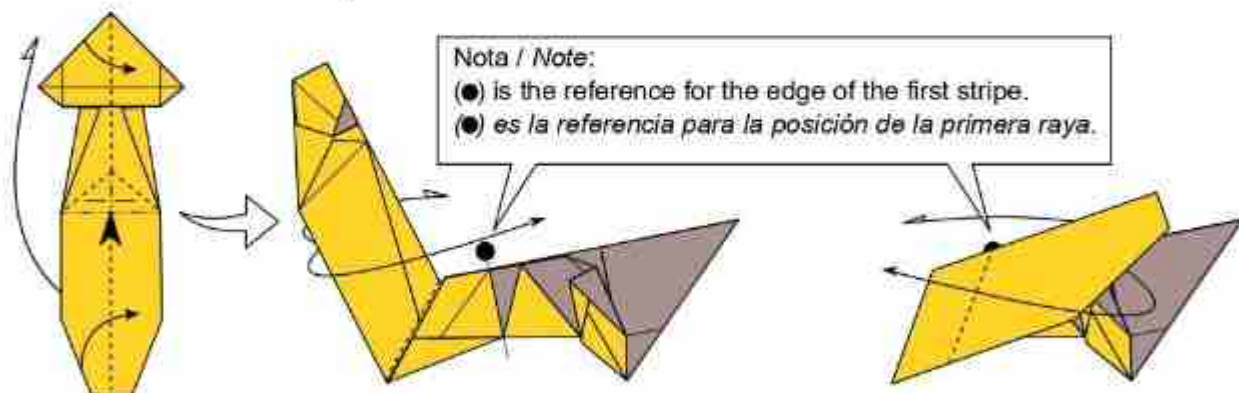 Nota / Note:
(●) is the reference for the edge of the first stripe.
(●) es la referencia para la posición de la primera raya.